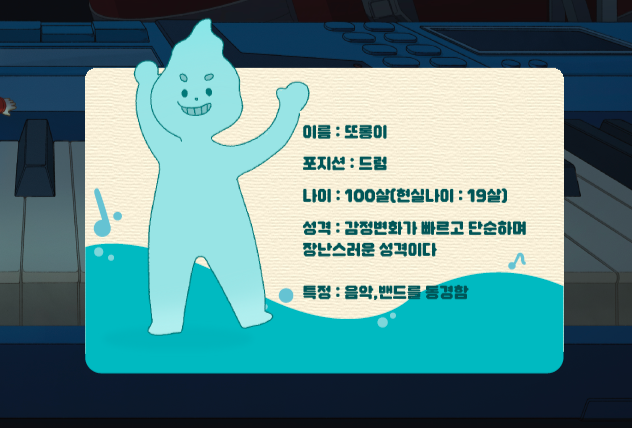 이름 : 또롱이
포지션 : 드럼
나이 : 100살(현실나이 : 19살)
성격 : 감정변화가 빠르고 단순하며
장난스러운 성격이다
특정 : 음악,밴드를 동경함